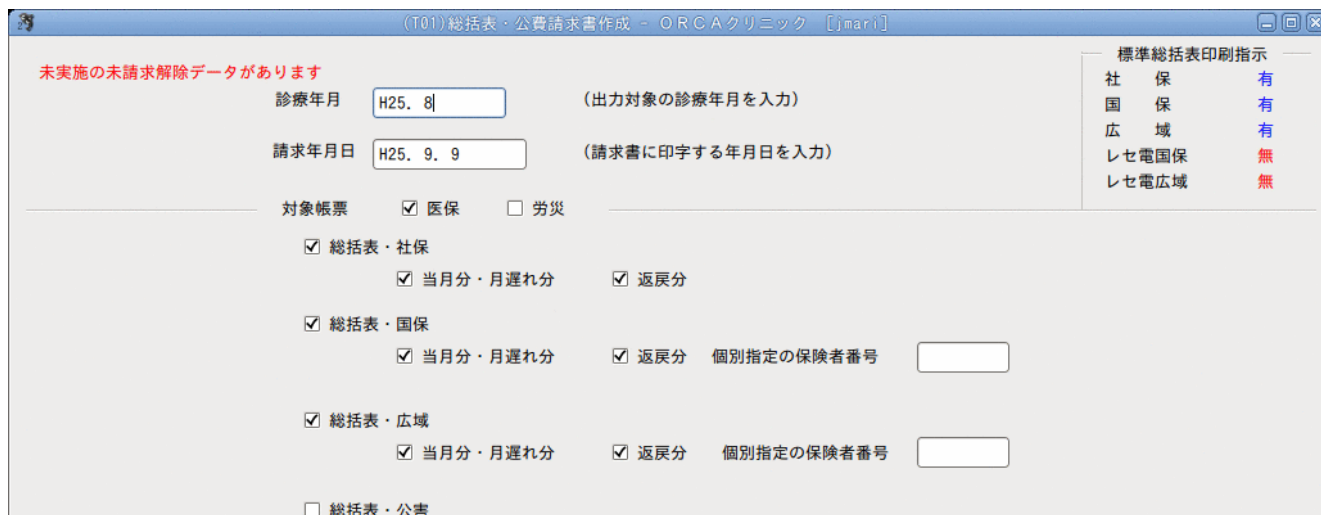 (T01)総括表・公費請求書作成 - ORCAクリニック [jmari]
標準総括表印刷指示
未実施の未請求解除データがあります
社 保 有
診療年月 H25. 8 (出力対象の診療年月を入力)
国 保 有
広 域 有
請求年月日 H25. 9. 9 (請求書に印字する年月日を入力)
レセ電国保 無
レセ電広域 無
対象帳票 医保 労災
総括表・社保
当月分・月遅れ分 返戻分
総括表・国保
当月分・月遅れ分 返戻分 個別指定の保険者番号
総括表・広域
当月分・月遅れ分 返戻分 個別指定の保険者番号
総括表・公害